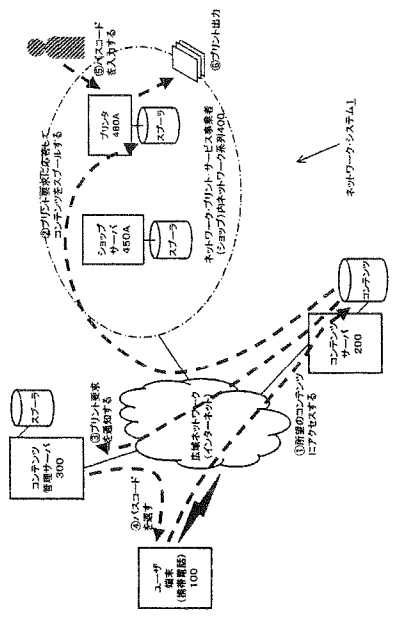 ⑤パスコード
を入力する
⑥プリント出力
プリンタ
480A
スプーラ
②プリント要求に応答して
コンテンツをスプールする
ショップ
サーバ
450A
スプーラ
ネットワーク・プリント・サービス事業者
(ショップ)内ネットワーク系列400
ネットワーク・システム1
スプーラ
コンテンツ
管理サーバ
300
③プリント要求
を通知する
④パスコード
を返す
広域ネットワーク
(インターネット)
コンテンツ
コンテンツ
サーバ
200
①所望のコンテンツ
にアクセスする
ユーザ
端末
(携帯電話)
100